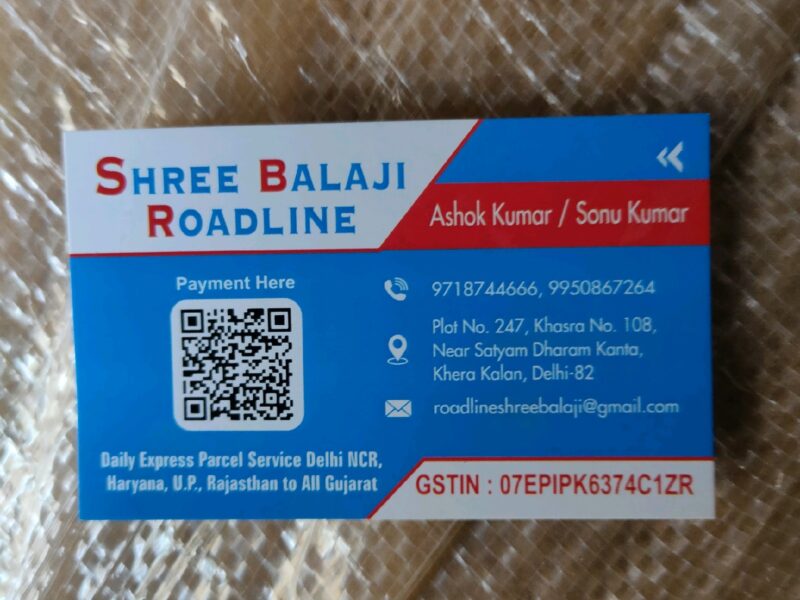 SHREE BALAJI
ROADLINE
Ashok Kumar / Sonu Kumar
Payment Here
9718744666, 9950867264
Plot No. 247, Khasra No. 108,
Near Satyam Dharam Kanta,
Khera Kalan, Delhi-82
roadlineshreebalaji@gmail.com
Daily Express Parcel Service Delhi NCR,
Haryana, U.P., Rajasthan to All Gujarat
GSTIN : 07EPIPK6374C1ZR